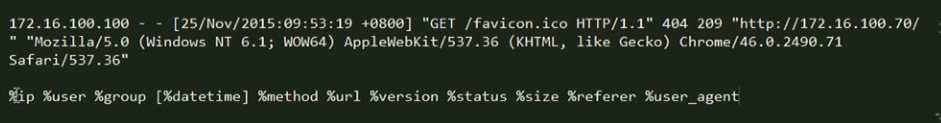 172.16.100.100 - - [25/Nov/2015:09:53:19 +0800] "GET /favicon.ico HTTP/1.1" 404 209 "http://172.16.100.70/
" "Mozilla/5.0 (Windows NT 6.1; WOW64) AppleWebKit/537.36 (KHTML, like Gecko) Chrome/46.0.2490.71
Safari/537.36"
%ip %user %group [%datetime] %method %url %version %status %size %referer %user_agent